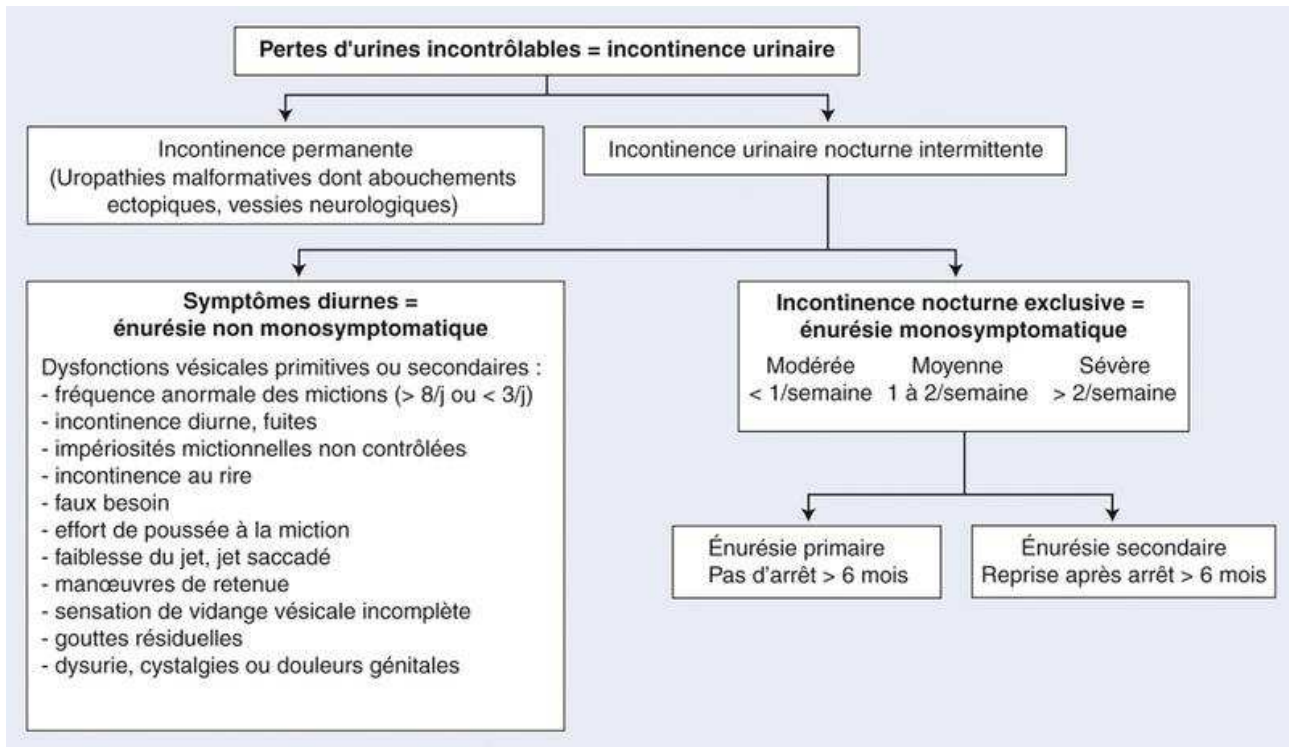 Pertes d'urines incontrôlables = incontinence urinaire
Incontinence permanente
(Uropathies malformatives dont abouchements
ectopiques, vessies neurologiques)
Incontinence urinaire nocturne intermittente
Symptômes diurnes =
énurésie non monosymptomatique
Dysfonctions vésicales primitives ou secondaires :
- fréquence anormale des mictions (> 8/j ou < 3/j)
- incontinence diurne, fuites
- impériosités mictionnelles non contrôlées
- incontinence au rire
- faux besoin
- effort de poussée à la miction
- faiblesse du jet, jet saccadé
- manœuvres de retenue
- sensation de vidange vésicale incomplète
- gouttes résiduelles
- dysurie, cystalgies ou douleurs génitales
Incontinence nocturne exclusive =
énurésie monosymptomatique
Modérée Moyenne Sévère
< 1/semaine 1 à 2/semaine > 2/semaine
Énurésie primaire
Pas d'arrêt > 6 mois
Énurésie secondaire
Reprise après arrêt > 6 mois